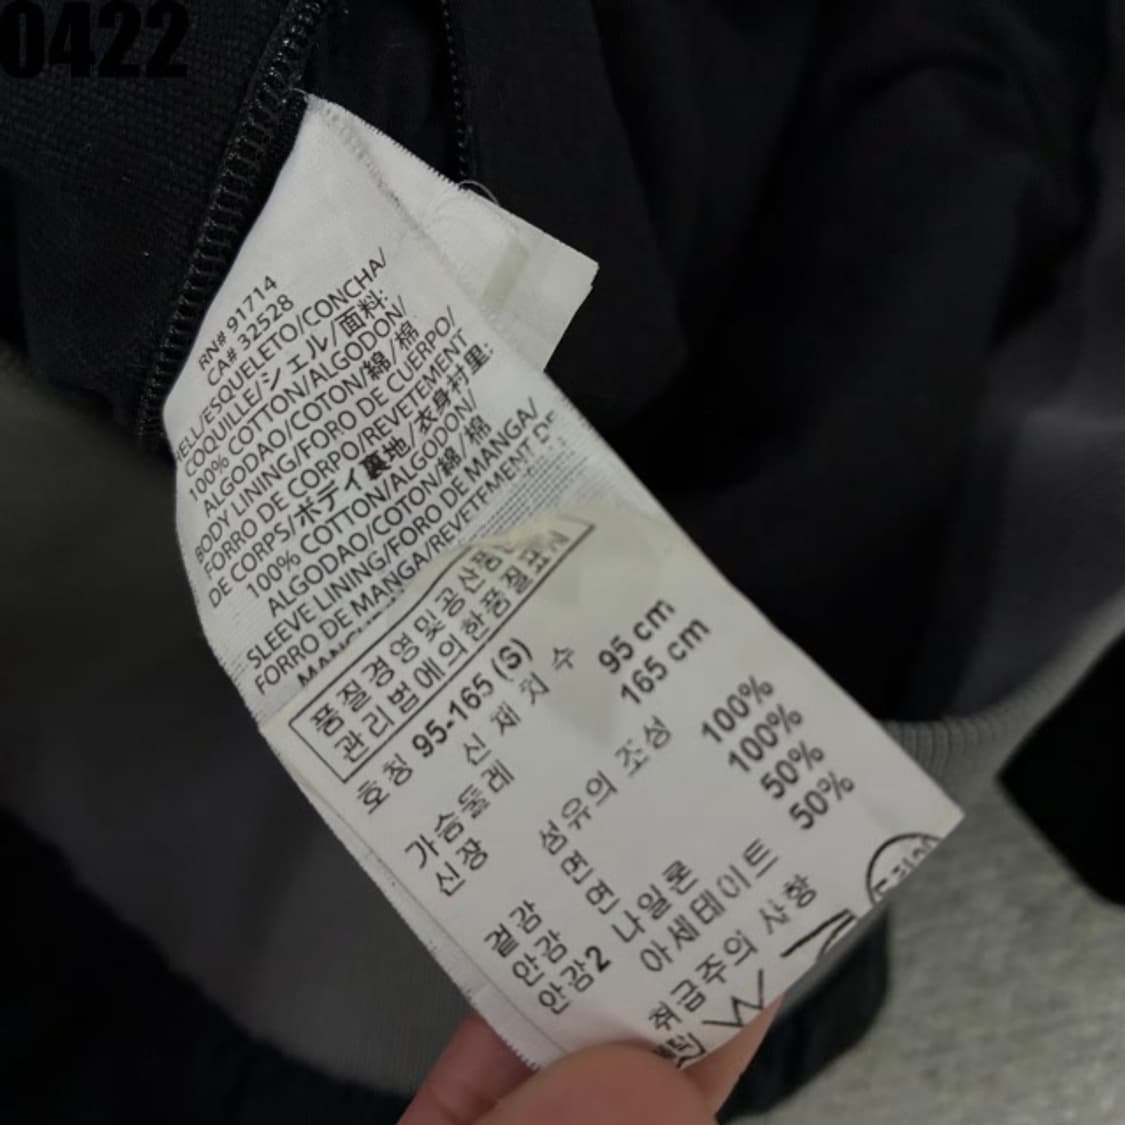 0422
RN# 91714
CA# 32528
ELL/ESQUELETO/CONCHA/
COQUILLE/シェル/面料:
100% COTTON/ALGODON/
ALGODAO/COTON/綿/棉
BODY LINING/FORO DE CUERPO/
FORRO DE CORPO/REVETEMENT
DE CORPS/ボディ裏地/衣身衬里:
100% COTTON/ALGODON/
ALGODAO/COTON/綿/棉
SLEEVE LINING/FORO DE MANGA/
FORRO DE MANGA/REVETEMENT DE
품질경영및공산품
관리법에의한품질표시
호칭 95-165 (S)
신체치수
가슴둘레 95 cm
신장 165 cm
섬유의 조성
겉감 면 100%
안감 면 100%
안감2 나일론 50%
아세테이트 50%
취급주의 사항